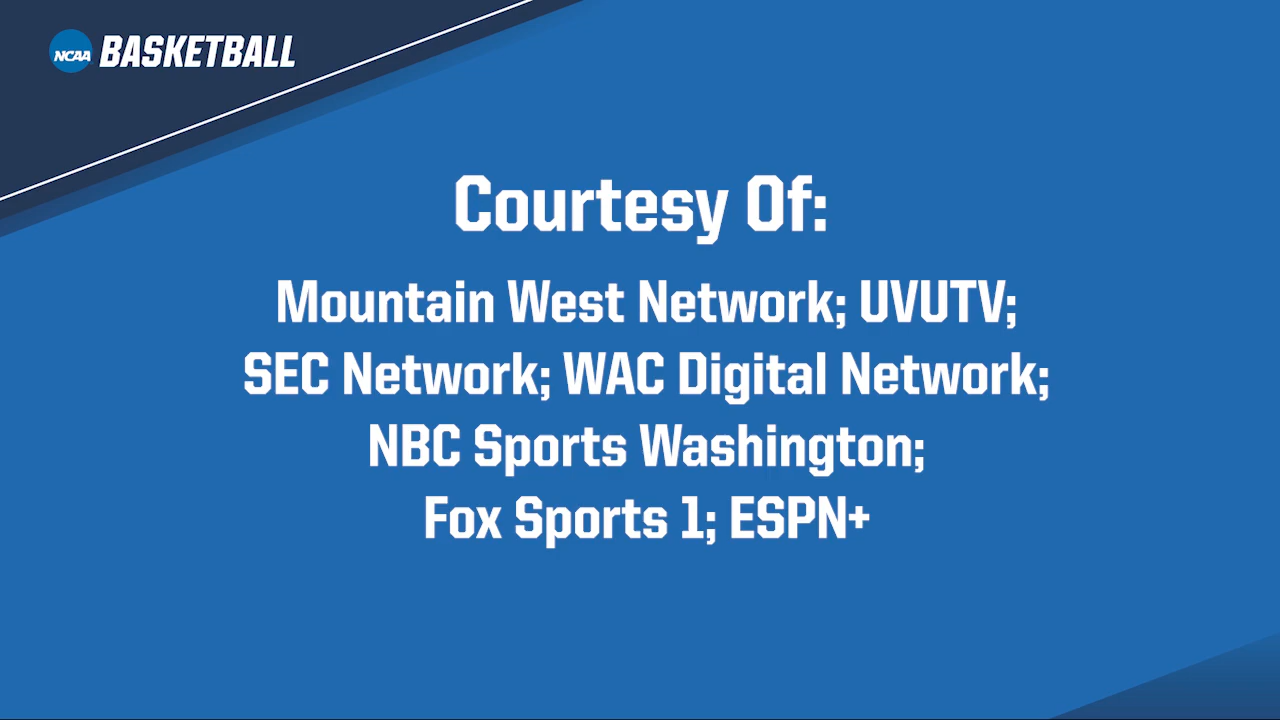 NCAA BASKETBALL
Courtesy Of:
Mountain West Network; UVUTV;
SEC Network; WAC Digital Network;
NBC Sports Washington;
Fox Sports 1; ESPN+